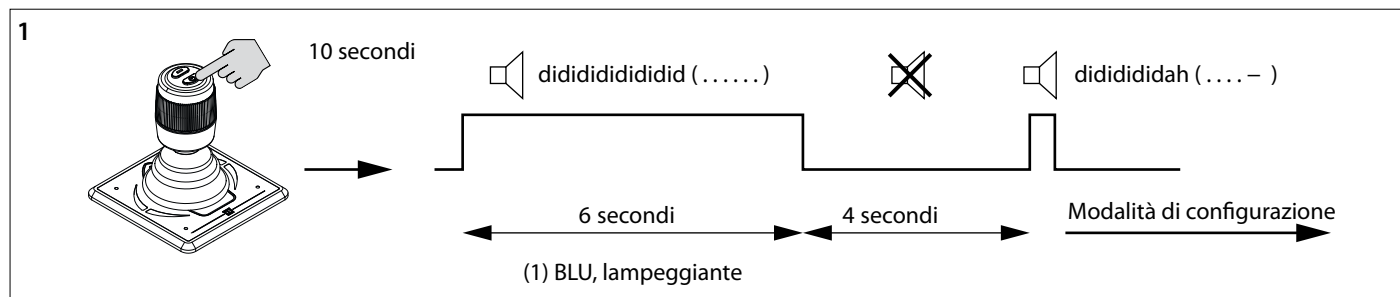 1
10 secondi
didididididididid ( . . . . . . )
didididididah ( . . . . – )
6 secondi
4 secondi
Modalità di configurazione
(1) BLU, lampeggiante